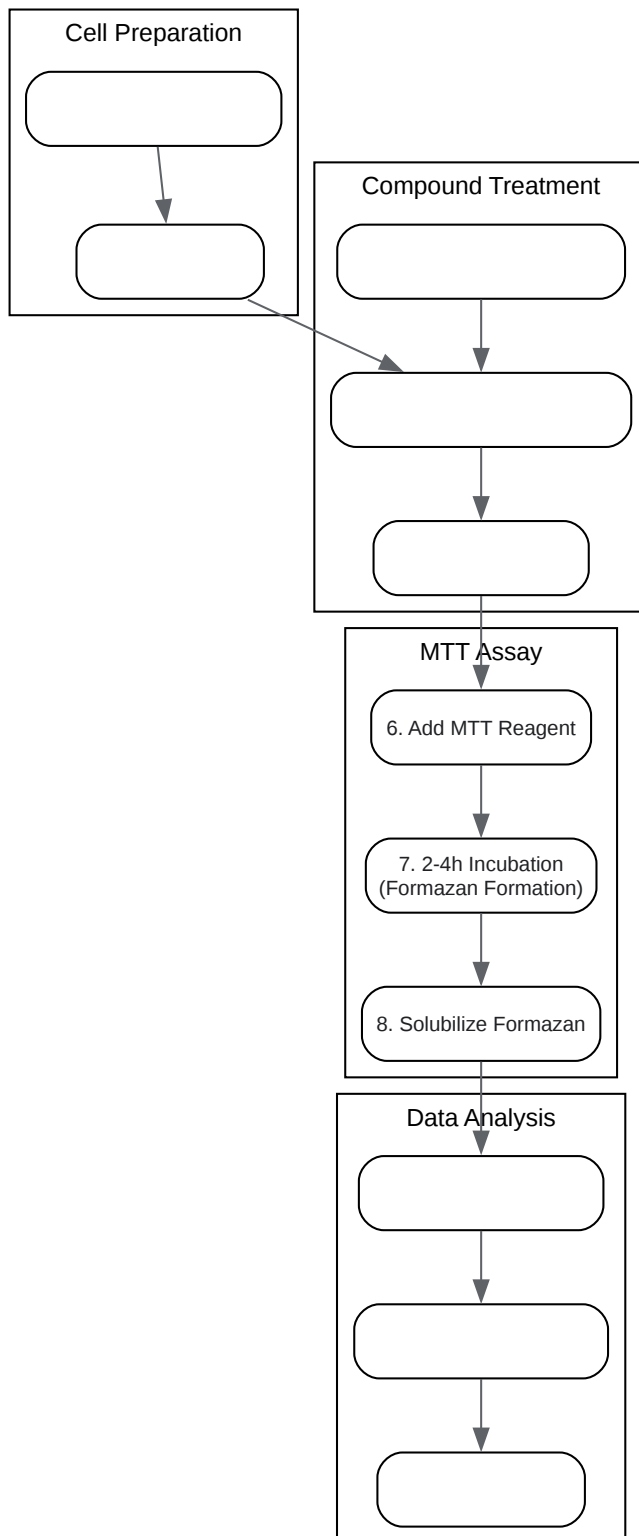 Cell Preparation
Compound Treatment
MTT Assay
6. Add MTT Reagent
7. 2-4h Incubation
(Formazan Formation)
8. Solubilize Formazan
Data Analysis